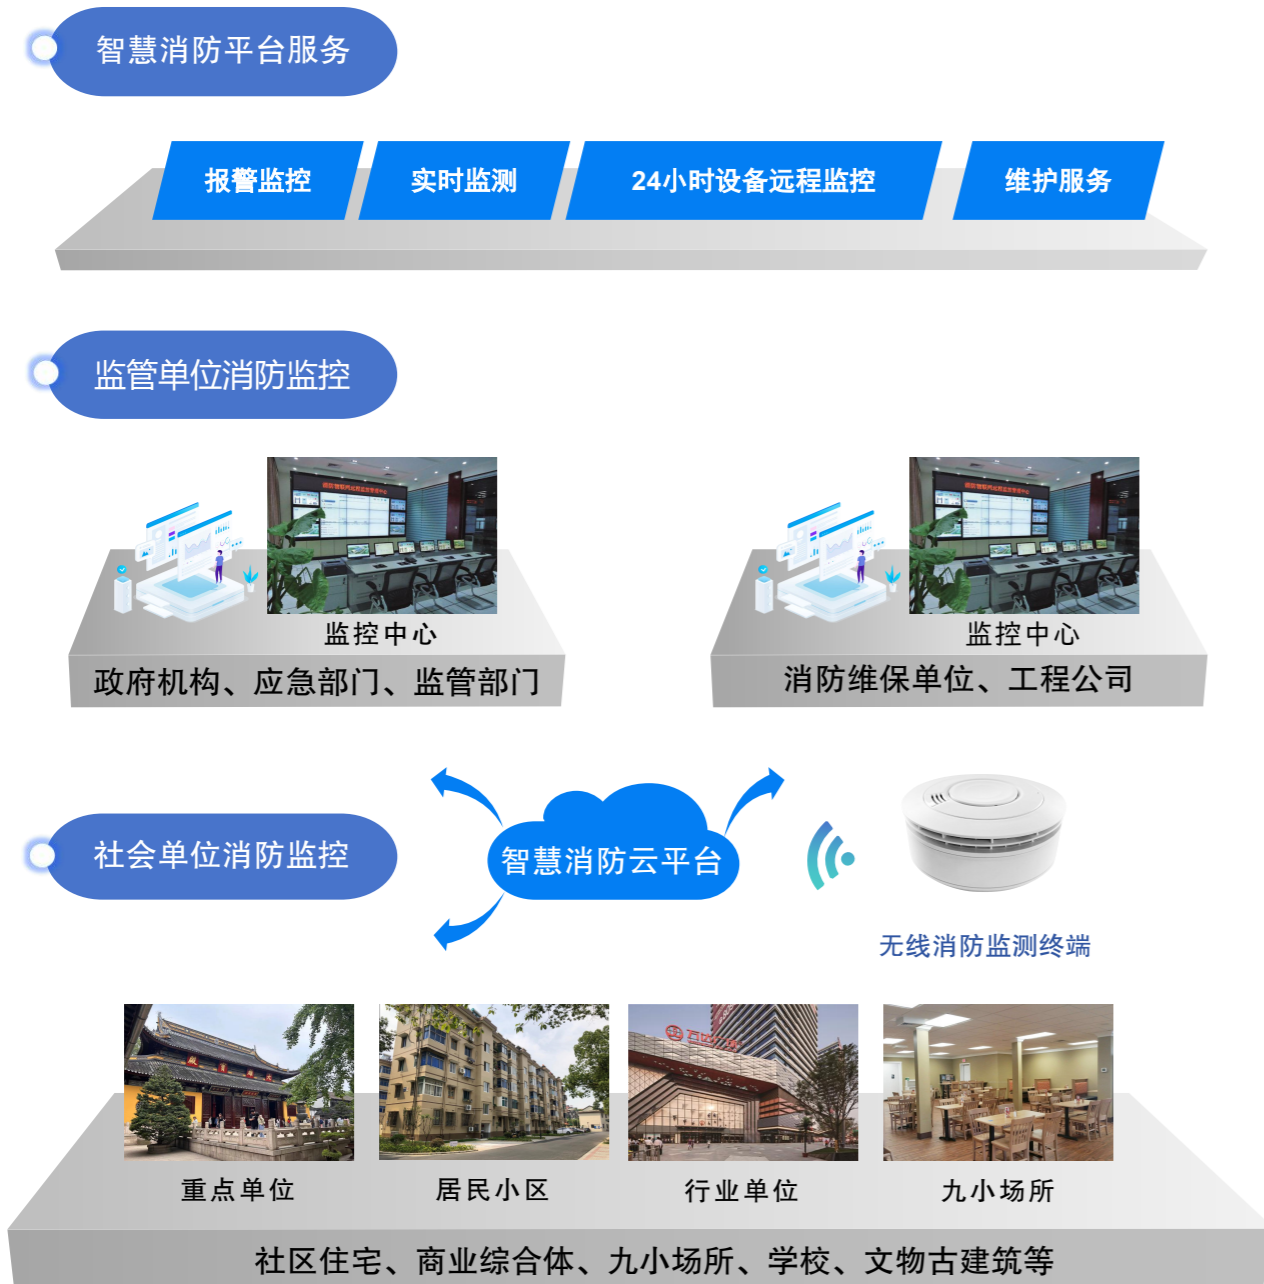 智慧消防平台服务
报警监控
实时监测
24小时设备远程监控
维护服务
监管单位消防监控
监控中心
政府机构、应急部门、监管部门
监控中心
消防维保单位、工程公司
社会单位消防监控
智慧消防云平台
无线消防监测终端
重点单位
居民小区
行业单位
九小场所
社区住宅、商业综合体、九小场所、学校、文物古建筑等